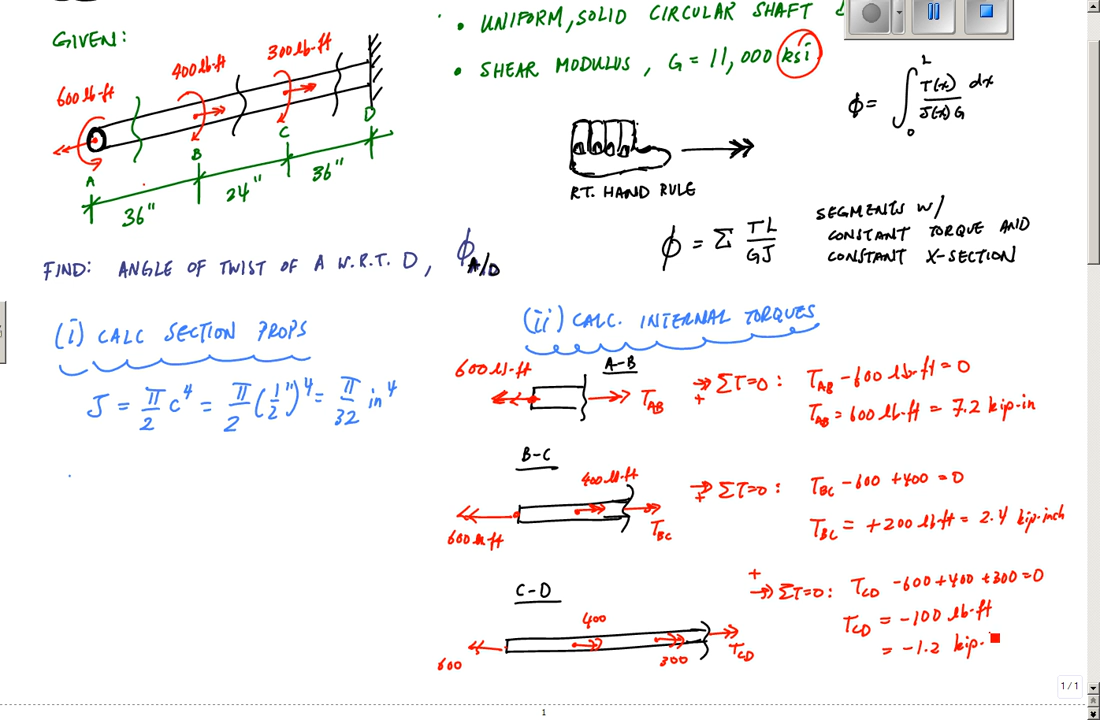 GIVEN:
• UNIFORM, SOLID CIRCULAR SHAFT
• SHEAR MODULUS, G = 11,000 ksi
600 lb-ft
400 lb-ft
300 lb-ft
A
B
C
D
36"
24"
36"
RT. HAND RULE
ϕ = ∫₀ᴸ T(x)/J(x)G dx
ϕ = Σ TL/GJ
SEGMENTS W/
CONSTANT TORQUE AND
CONSTANT X-SECTION
FIND: ANGLE OF TWIST OF A W.R.T. D, ϕ_A/D
(i) CALC SECTION PROPS
J = π/2 c⁴ = π/2 (1/2")⁴ = π/32 in⁴
(ii) CALC. INTERNAL TORQUES
A-B
600 lb-ft
T_AB
+ ΣT=0: T_AB - 600 lb-ft = 0
T_AB = 600 lb-ft = 7.2 kip-in
B-C
400 lb-ft
600 lb-ft
T_BC
+ ΣT=0: T_BC - 600 + 400 = 0
T_BC = +200 lb-ft = 2.4 kip-inch
C-D
400
600
300
T_CD
+ ΣT=0: T_CD - 600 + 400 + 300 = 0
T_CD = -100 lb-ft
= -1.2 kip-
1/1
1